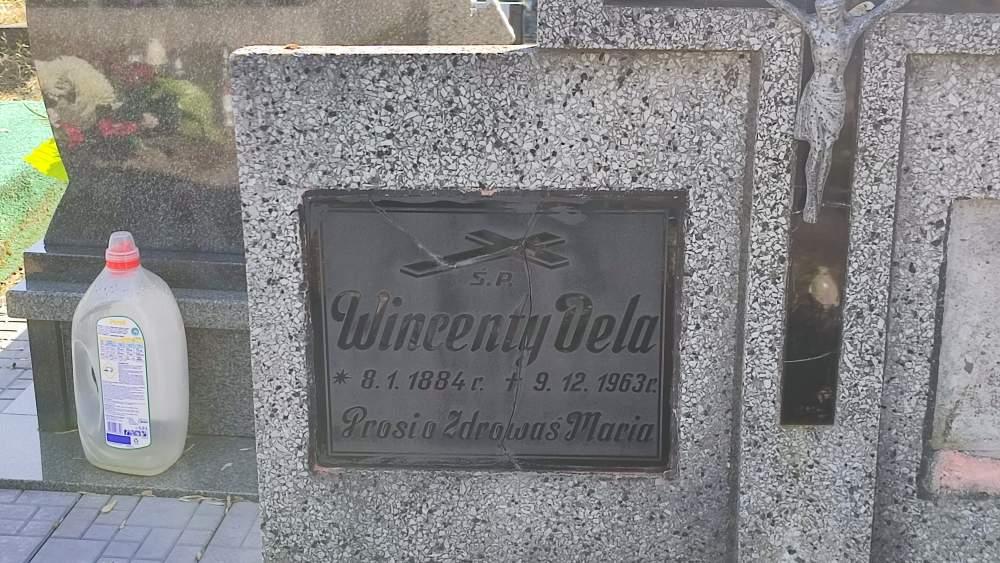 Ś.P.
Wincenty Dela
* 8.1.1884 r. ✝ 9.12.1963 r.
Prosi o Zdrowaś Maria